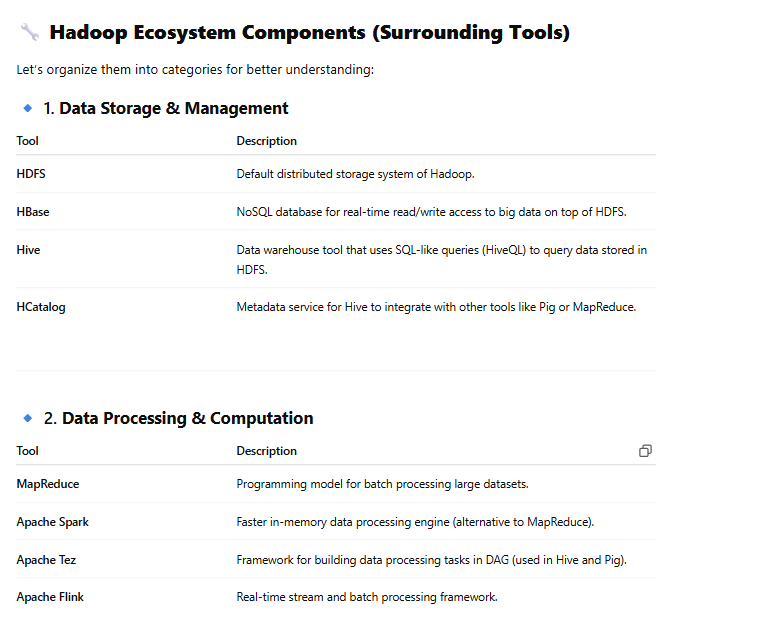 🔧 Hadoop Ecosystem Components (Surrounding Tools)
Let's organize them into categories for better understanding:
🔹 1. Data Storage & Management
Tool Description
HDFS Default distributed storage system of Hadoop.
HBase NoSQL database for real-time read/write access to big data on top of HDFS.
Hive Data warehouse tool that uses SQL-like queries (HiveQL) to query data stored in
HDFS.
HCatalog Metadata service for Hive to integrate with other tools like Pig or MapReduce.
🔹 2. Data Processing & Computation
Tool Description
MapReduce Programming model for batch processing large datasets.
Apache Spark Faster in-memory data processing engine (alternative to MapReduce).
Apache Tez Framework for building data processing tasks in DAG (used in Hive and Pig).
Apache Flink Real-time stream and batch processing framework.